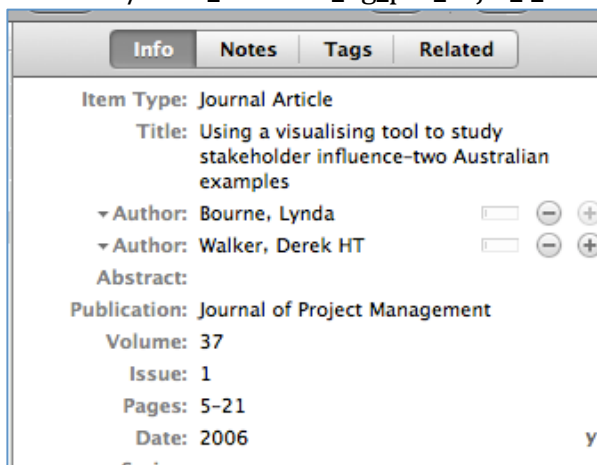 Info Notes Tags Related
Item Type: Journal Article
Title: Using a visualising tool to study
stakeholder influence-two Australian
examples
Author: Bourne, Lynda
Author: Walker, Derek HT
Abstract:
Publication: Journal of Project Management
Volume: 37
Issue: 1
Pages: 5-21
Date: 2006 y